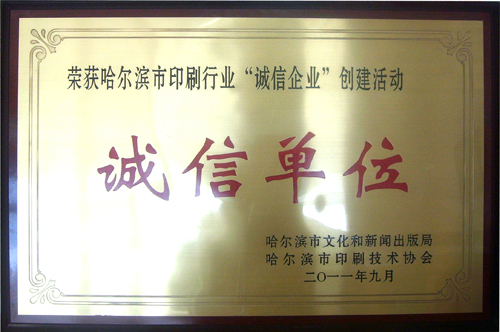 荣获哈尔滨市印刷行业“诚信企业”创建活动
诚信单位
哈尔滨市文化和新闻出版局
哈尔滨市印刷技术协会
二〇一一年九月